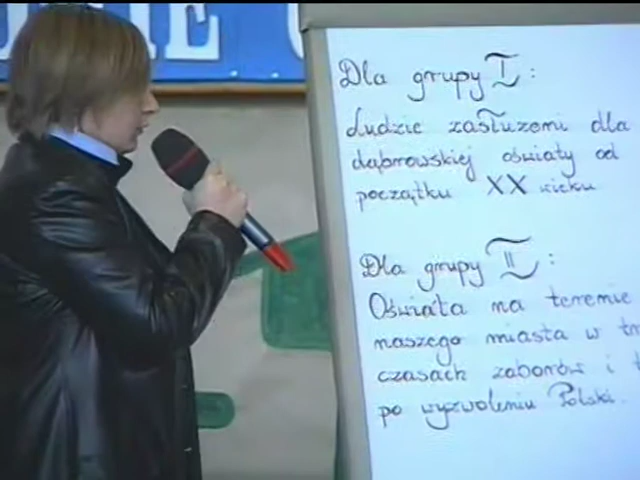 Dla grupy I:
Ludzie zasłużeni dla
dąbrowskiej oświaty od
początku XX wieku
Dla grupy II:
Oświata na terenie
naszego miasta w
czasach zaborów i
po wyzwoleniu Polski.